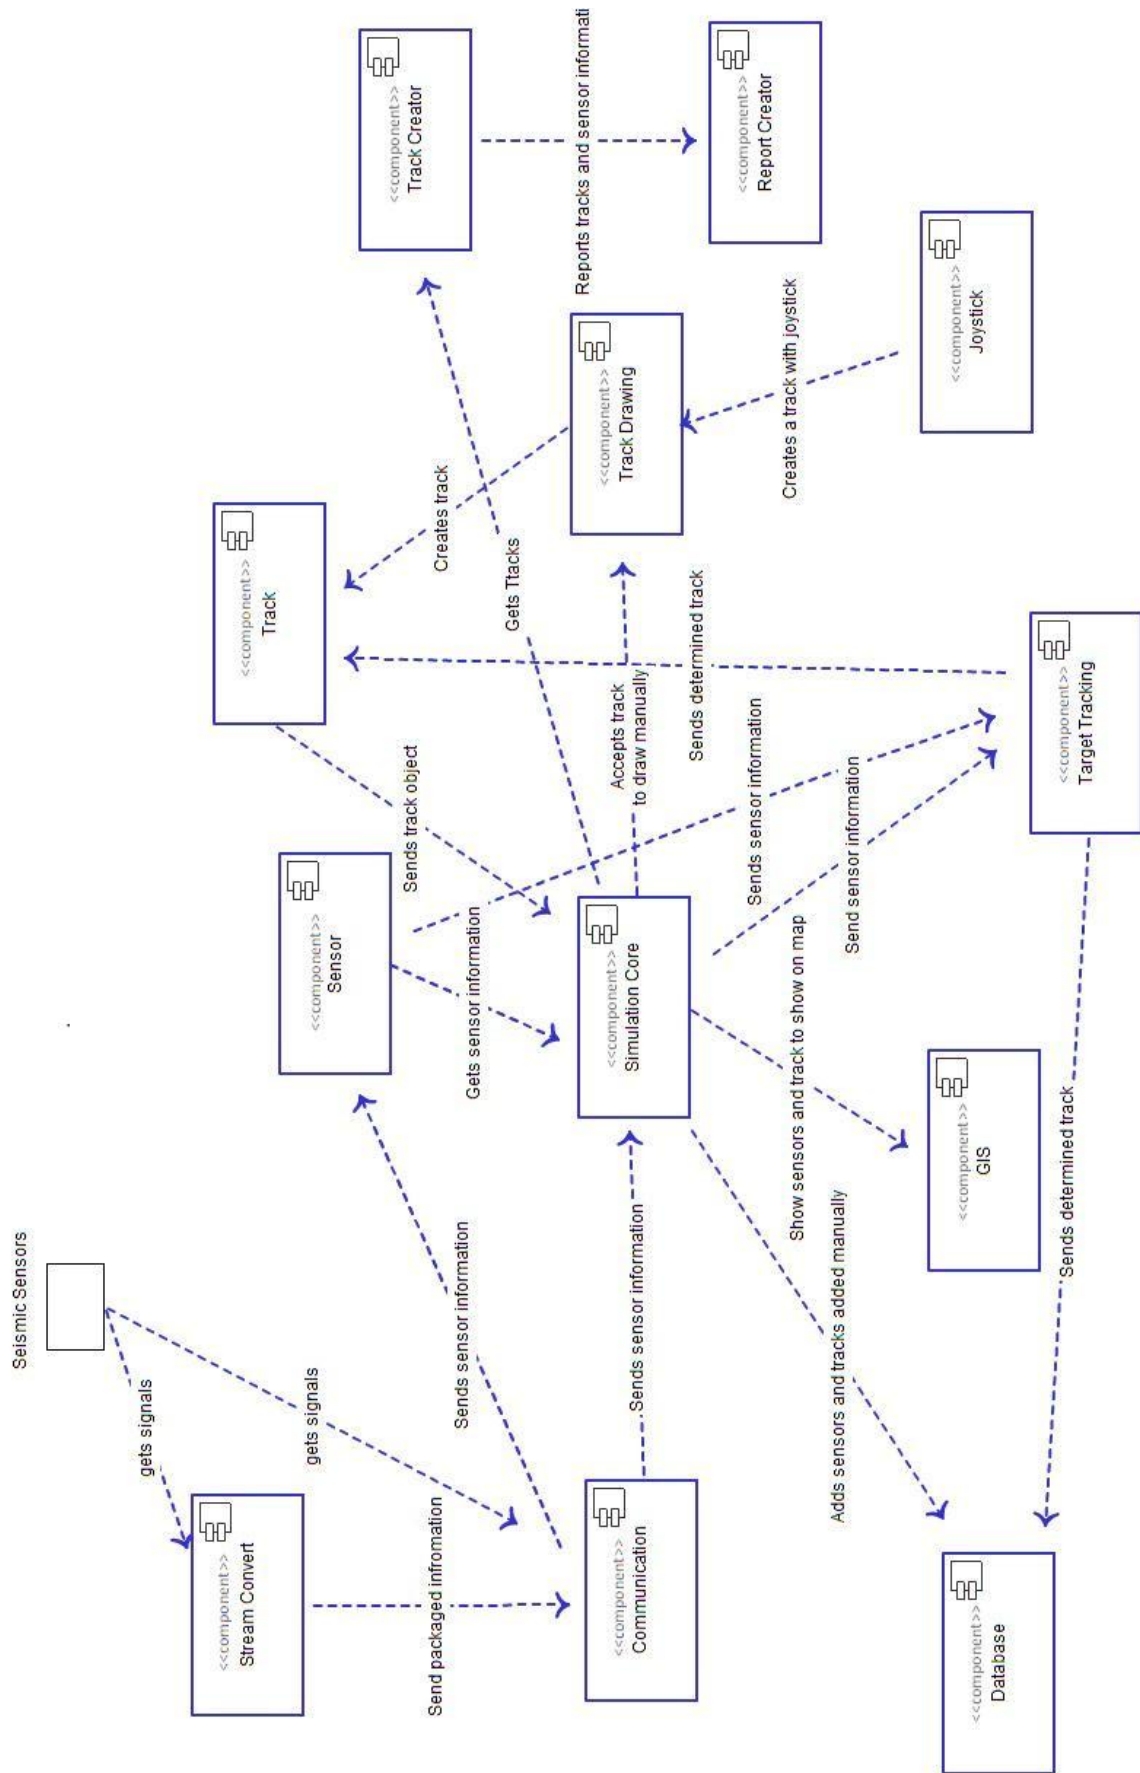 Seismic Sensors
gets signals
<<component>>
Stream Convert
<<component>>
Track
gets signals
<<component>>
Sensor
<<component>>
Track Creator
Sends track object
Send packaged infromation
Creates track
Sends sensor information
Gets sensor information
Gets Ttacks
Reports tracks and sensor informati
<<component>>
Communication
<<component>>
Simulation Core
<<component>>
Track Drawing
Accepts track
to draw manually
Sends sensor information
Sends determined track
<<component>>
Report Creator
Sends sensor information
Creates a track with joystick
Show sensors and track to show on map
Adds sensors and tracks added manually
Send sensor information
<<component>>
Database
<<component>>
GIS
<<component>>
Joystick
Sends determined track
<<component>>
Target Tracking